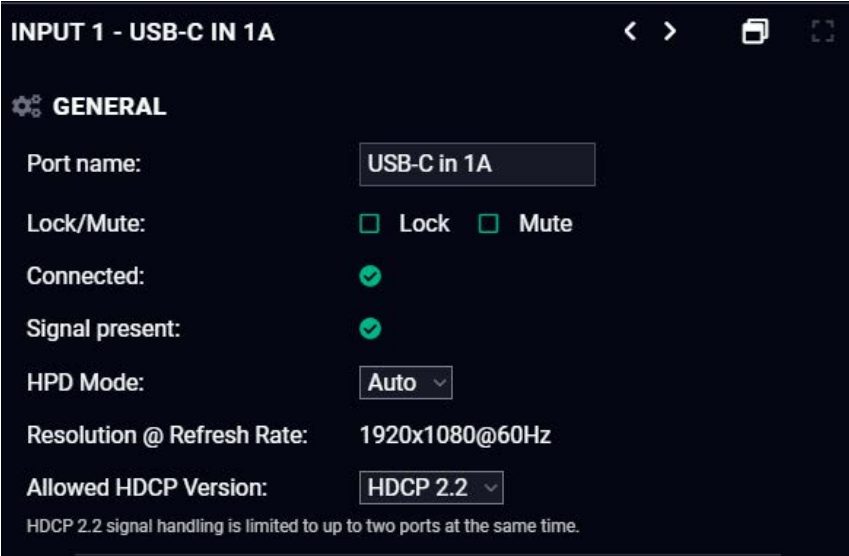 INPUT 1 - USB-C IN 1A
GENERAL
Port name: USB-C in 1A
Lock/Mute: Lock Mute
Connected:
Signal present:
HPD Mode: Auto
Resolution @ Refresh Rate: 1920x1080@60Hz
Allowed HDCP Version: HDCP 2.2
HDCP 2.2 signal handling is limited to up to two ports at the same time.